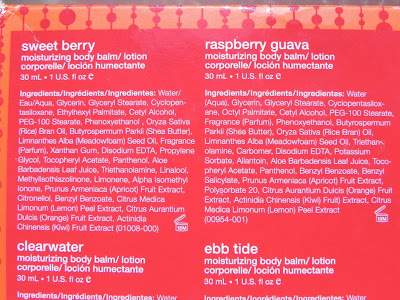 sweet berry
moisturizing body balm/ lotion
corporelle/ loción humectante
30 mL • 1 U.S. fl oz ℮
Ingredients/Ingrédients/Ingredientes: Water/
Eau/Aqua, Glycerin, Glyceryl Stearate, Cyclopen-
tasiloxane, Ethylhexyl Palmitate, Cetyl Alcohol,
PEG-100 Stearate, Phenoxyethanol , Oryza Sativa
(Rice) Bran Oil, Butyrospermum Parkii (Shea Butter),
Limnanthes Alba (Meadowfoam) Seed Oil, Fragrance
(Parfum), Xanthan Gum, Disodium EDTA, Propylene
Glycol, Tocopheryl Acetate, Panthenol, Aloe
Barbadensis Leaf Juice, Triethanolamine, Linalool,
Methylisothiazolinone, Limonene, Alpha Isomethyl
Ionone, Prunus Armeniaca (Apricot) Fruit Extract,
Citronellol, Benzyl Benzoate, Citrus Medica
Limonum (Lemon) Peel Extract, Citrus Aurantium
Dulcis (Orange) Fruit Extract, Actinidia
Chinensis (Kiwi) Fruit Extract (01008-000)
raspberry guava
moisturizing body balm/ lotion
corporelle/ loción humectante
30 mL • 1 U.S. fl oz ℮
Ingredients/Ingrédients/Ingredientes: Water
(Aqua), Glycerin, Glyceryl Stearate, Cyclopentasilox-
ane, Octyl Palmitate, Cetyl Alcohol, PEG-100 Stearate,
Fragrance (Parfum), Phenoxyethanol, Butyrospermum
Parkii (Shea Butter), Oryza Sativa (Rice) Bran Oil,
Limnanthes Alba (Meadowfoam) Seed Oil, Triethan-
olamine, Carbomer, Disodium EDTA, Potassium
Sorbate, Allantoin, Aloe Barbadensis Leaf Juice, Toco-
pheryl Acetate, Panthenol, Benzyl Benzoate, Benzyl
Salicylate, Prunus Armeniaca (Apricot) Fruit Extract,
Polysorbate 20, Citrus Aurantium Dulcis (Orange) Fruit
Extract, Actinidia Chinensis (Kiwi) Fruit Extract, Citrus
Medica Limonum (Lemon) Peel Extract
(00954-001)
18M
18M
clearwater
moisturizing body balm/ lotion
corporelle/ loción humectante
30 mL • 1 U.S. fl oz ℮
Ingredients/Ingrédients/Ingredientes: Water
ebb tide
moisturizing body balm/ lotion
corporelle/ loción humectante
30 mL • 1 U.S. fl oz ℮
Ingredients/Ingrédients/Ingredientes: Water